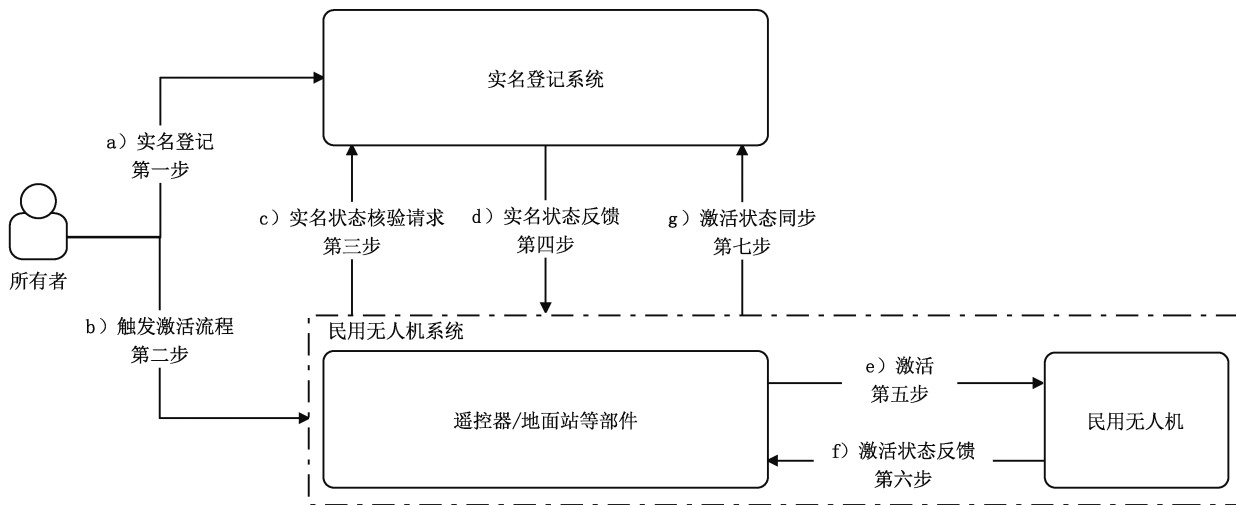 实名登记系统
a）实名登记
第一步
c）实名状态核验请求
第三步
d）实名状态反馈
第四步
g）激活状态同步
第七步
所有者
b）触发激活流程
第二步
民用无人机系统
遥控器/地面站等部件
e）激活
第五步
f）激活状态反馈
第六步
民用无人机